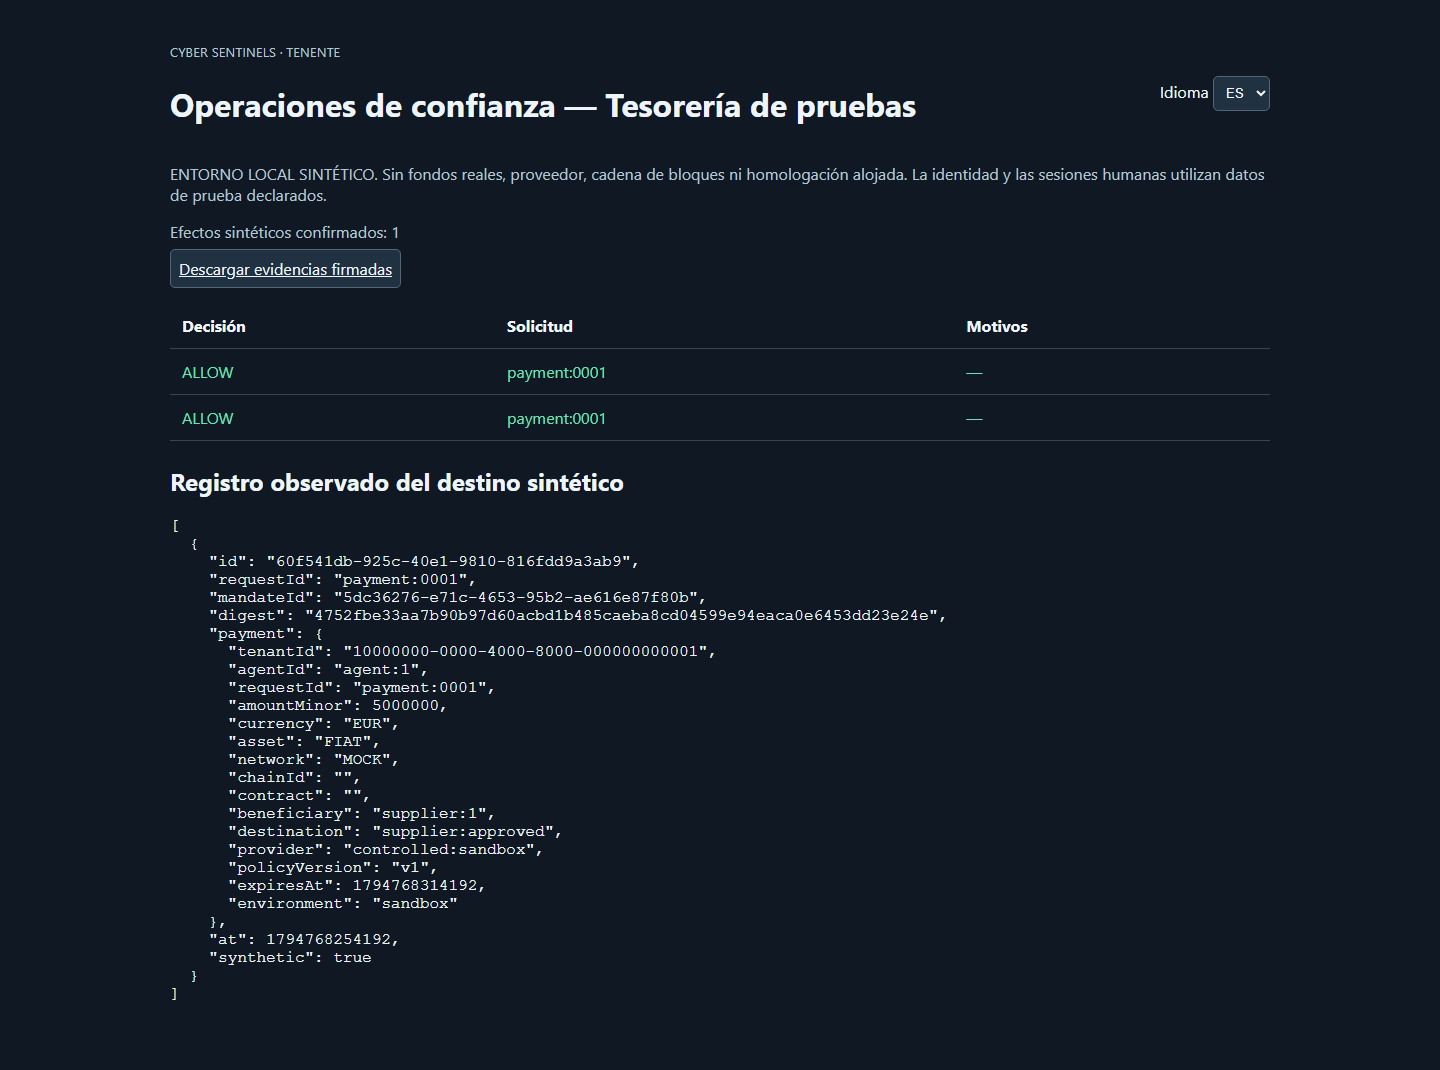 CYBER SENTINELS · TENENTE
Operaciones de confianza — Tesorería de pruebas
Idioma ES
ENTORNO LOCAL SINTÉTICO. Sin fondos reales, proveedor, cadena de bloques ni homologación alojada. La identidad y las sesiones humanas utilizan datos
de prueba declarados.
Efectos sintéticos confirmados: 1
Descargar evidencias firmadas
Decisión Solicitud Motivos
ALLOW payment:0001 —
ALLOW payment:0001 —
Registro observado del destino sintético
[
  {
    "id": "60f541db-925c-40e1-9810-816fdd9a3ab9",
    "requestId": "payment:0001",
    "mandateId": "5dc36276-e71c-4653-95b2-ae616e87f80b",
    "digest": "4752fbe33aa7b90b97d60acbd1b485caeba8cd04599e94eaca0e6453dd23e24e",
    "payment": {
      "tenantId": "10000000-0000-4000-8000-000000000001",
      "agentId": "agent:1",
      "requestId": "payment:0001",
      "amountMinor": 5000000,
      "currency": "EUR",
      "asset": "FIAT",
      "network": "MOCK",
      "chainId": "",
      "contract": "",
      "beneficiary": "supplier:1",
      "destination": "supplier:approved",
      "provider": "controlled:sandbox",
      "policyVersion": "v1",
      "expiresAt": 1794768314192,
      "environment": "sandbox"
    },
    "at": 1794768254192,
    "synthetic": true
  }
]